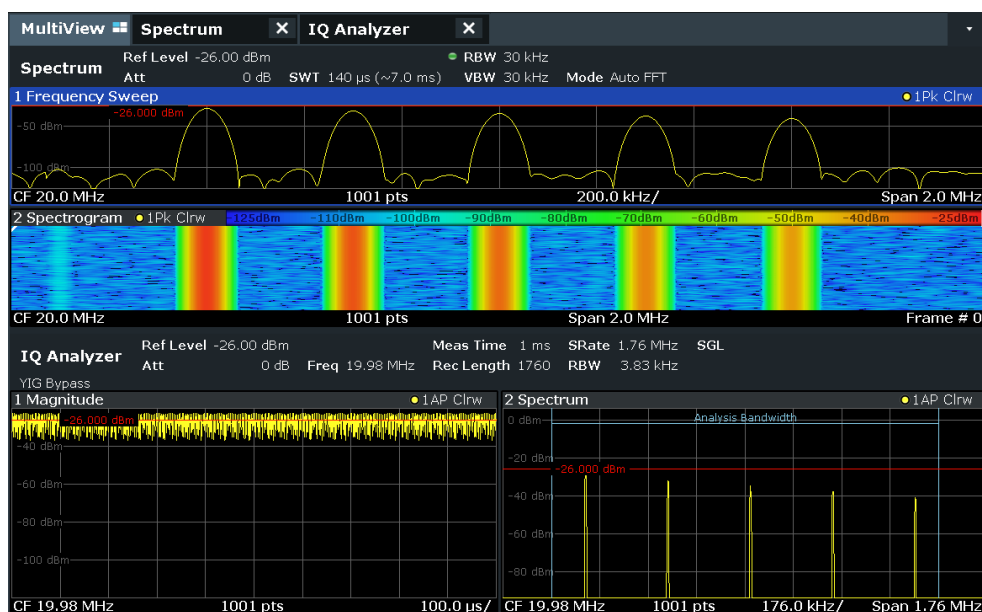 MultiView Spectrum X IQ Analyzer X
Spectrum Ref Level -26.00 dBm RBW 30 kHz
Att 0 dB SWT 140 µs (~7.0 ms) VBW 30 kHz Mode Auto FFT
1 Frequency Sweep 1Pk Clrw
-26.000 dBm
-50 dBm
-100 dBm
CF 20.0 MHz 1001 pts 200.0 kHz/ Span 2.0 MHz
2 Spectrogram 1Pk Clrw -125dBm -110dBm -100dBm -90dBm -80dBm -70dBm -60dBm -50dBm -40dBm -25dBm
CF 20.0 MHz 1001 pts Span 2.0 MHz Frame # 0
IQ Analyzer Ref Level -26.00 dBm Meas Time 1 ms SRate 1.76 MHz SGL
Att 0 dB Freq 19.98 MHz Rec Length 1760 RBW 3.83 kHz
YIG Bypass
1 Magnitude 1AP Clrw
-26.000 dBm
-40 dBm
-60 dBm
-80 dBm
-100 dBm
CF 19.98 MHz 1001 pts 100.0 µs/
2 Spectrum 1AP Clrw
0 dBm Analysis Bandwidth
-20 dBm
-26.000 dBm
-40 dBm
-60 dBm
-80 dBm
CF 19.98 MHz 1001 pts 176.0 kHz/ Span 1.76 MHz